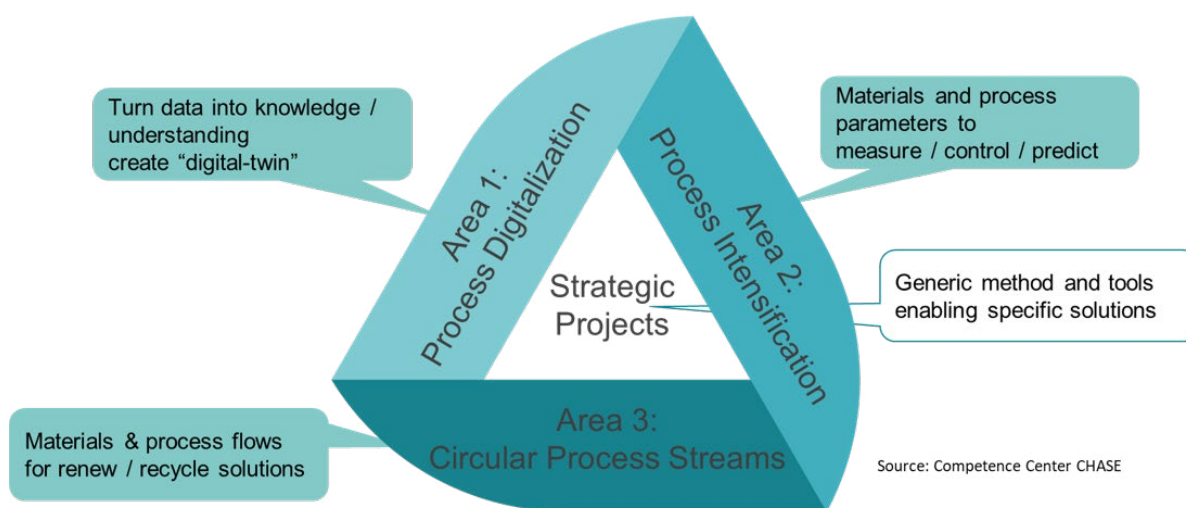 Turn data into knowledge /
understanding
create “digital-twin”
Area 1:
Process Digitalization
Materials and process
parameters to
measure / control / predict
Area 2:
Process Intensification
Strategic
Projects
Generic method and tools
enabling specific solutions
Area 3:
Circular Process Streams
Materials & process flows
for renew / recycle solutions
Source: Competence Center CHASE